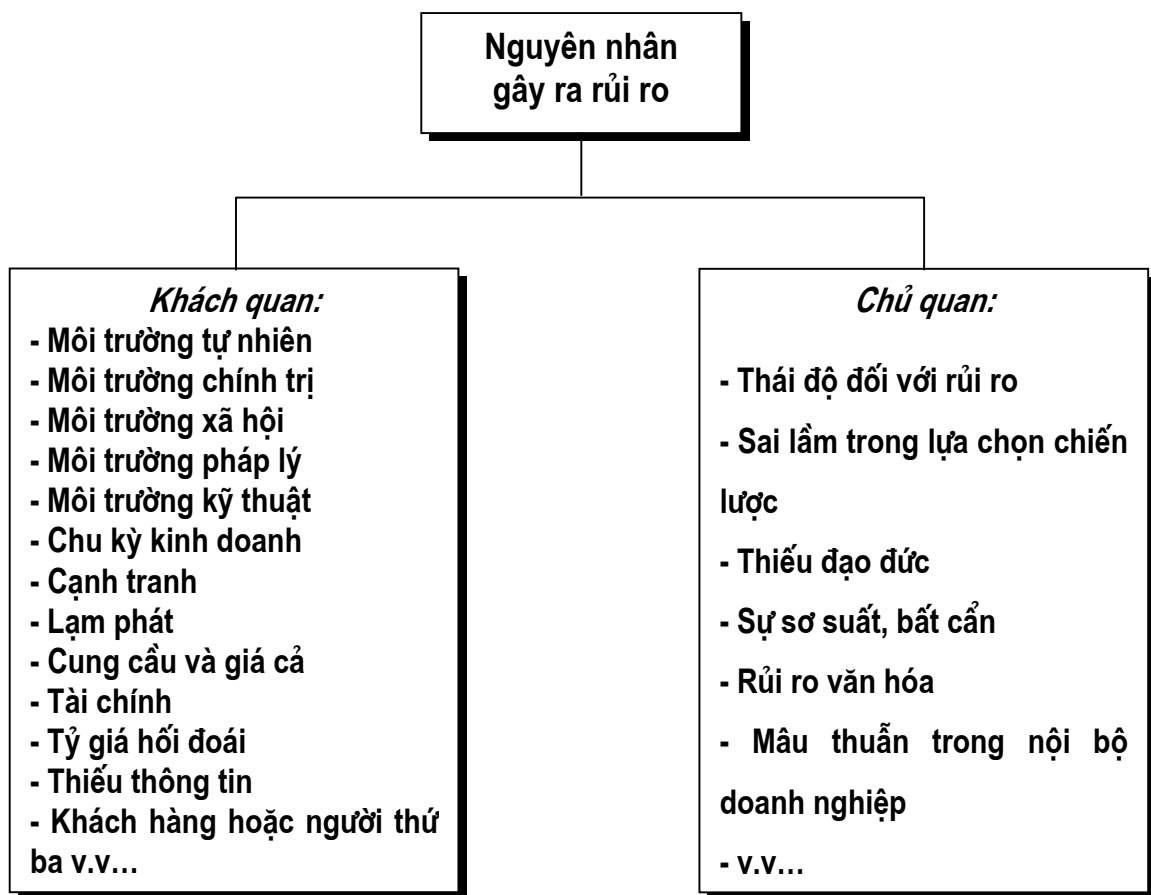 Nguyên nhân
gây ra rủi ro
Khách quan:
- Môi trường tự nhiên
- Môi trường chính trị
- Môi trường xã hội
- Môi trường pháp lý
- Môi trường kỹ thuật
- Chu kỳ kinh doanh
- Cạnh tranh
- Lạm phát
- Cung cầu và giá cả
- Tài chính
- Tỷ giá hối đoái
- Thiếu thông tin
- Khách hàng hoặc người thứ
ba v.v…
Chủ quan:
- Thái độ đối với rủi ro
- Sai lầm trong lựa chọn chiến
lược
- Thiếu đạo đức
- Sự sơ suất, bất cẩn
- Rủi ro văn hóa
- Mâu thuẫn trong nội bộ
doanh nghiệp
- v.v…